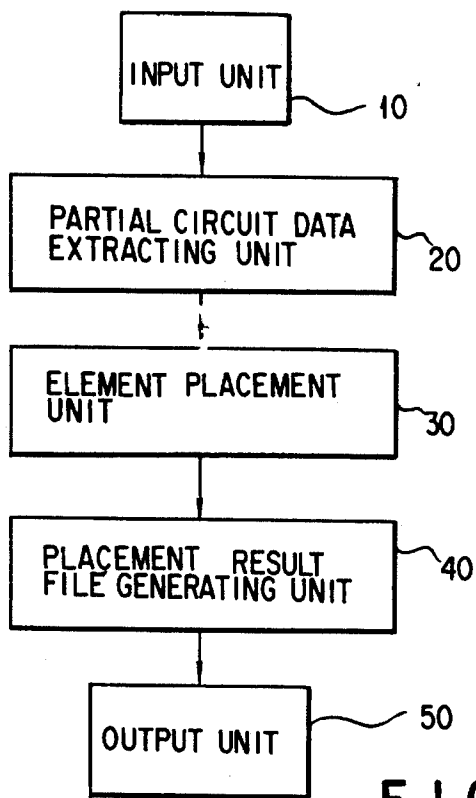 INPUT UNIT
10
PARTIAL CIRCUIT DATA
EXTRACTING UNIT
20
ELEMENT PLACEMENT
UNIT
30
PLACEMENT RESULT
FILE GENERATING UNIT
40
OUTPUT UNIT
50